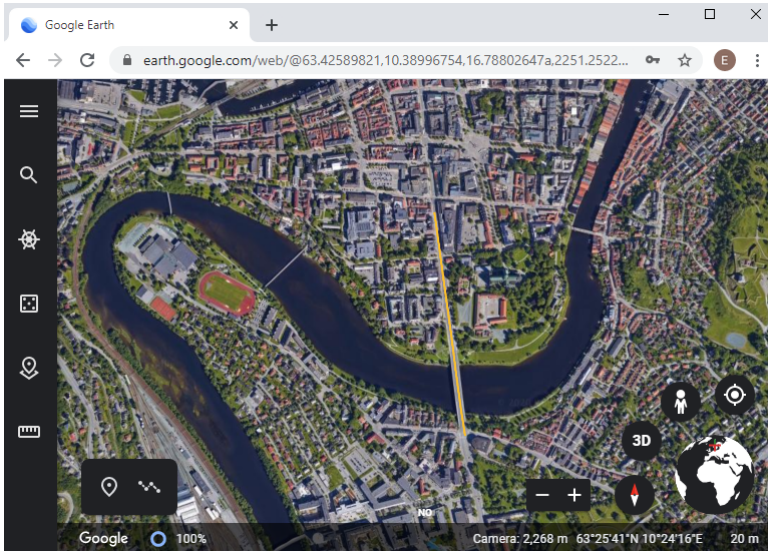 Google Earth
earth.google.com/web/@63.42589821,10.38996754,16.78802647a,2251.2522...
E
3D
NO
Google 100% Camera: 2,268 m 63°25'41"N 10°24'16"E 20 m